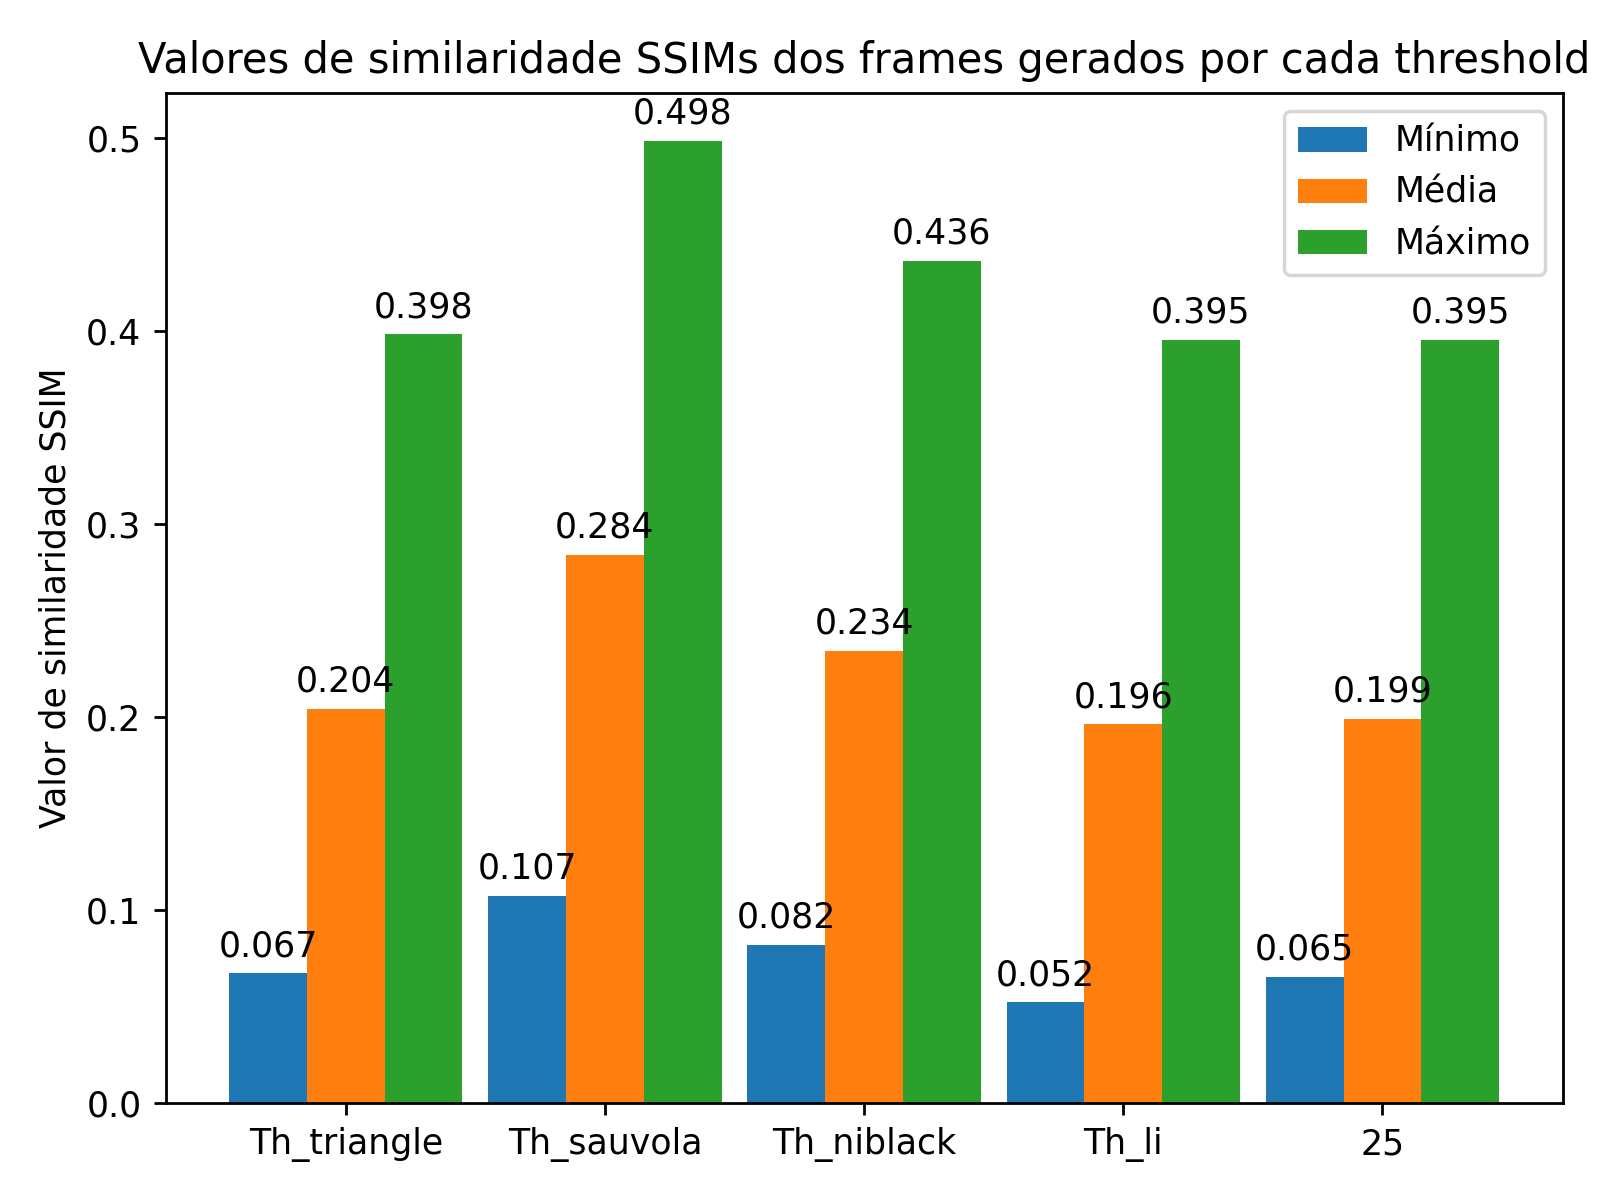 Valores de similaridade SSIMs dos frames gerados por cada threshold
Valor de similaridade SSIM
0.5
0.4
0.3
0.2
0.1
0.0
Mínimo
Média
Máximo
0.067
0.204
0.398
0.107
0.284
0.498
0.082
0.234
0.436
0.052
0.196
0.395
0.065
0.199
0.395
Th_triangle
Th_sauvola
Th_niblack
Th_li
25